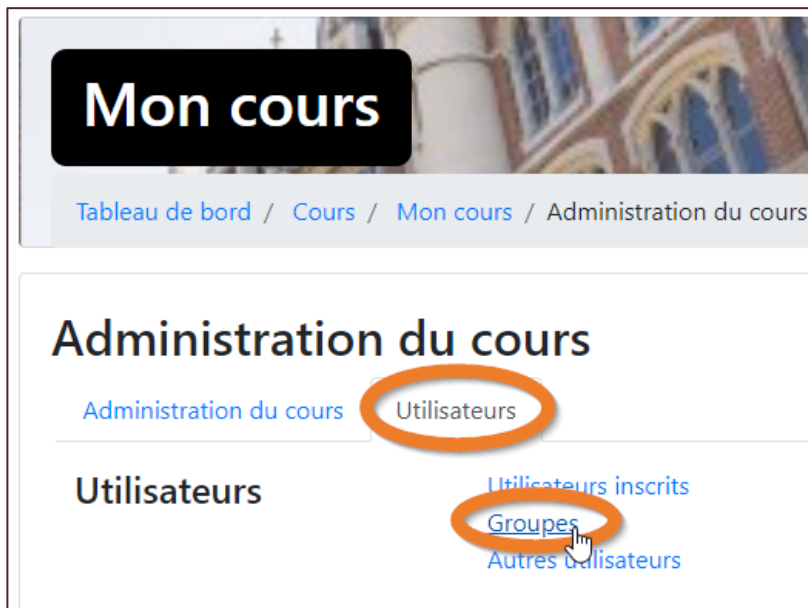 Mon cours
Tableau de bord / Cours / Mon cours / Administration du cours
Administration du cours
Administration du cours Utilisateurs
Utilisateurs Utilisateurs inscrits
Groupes
Autres utilisateurs